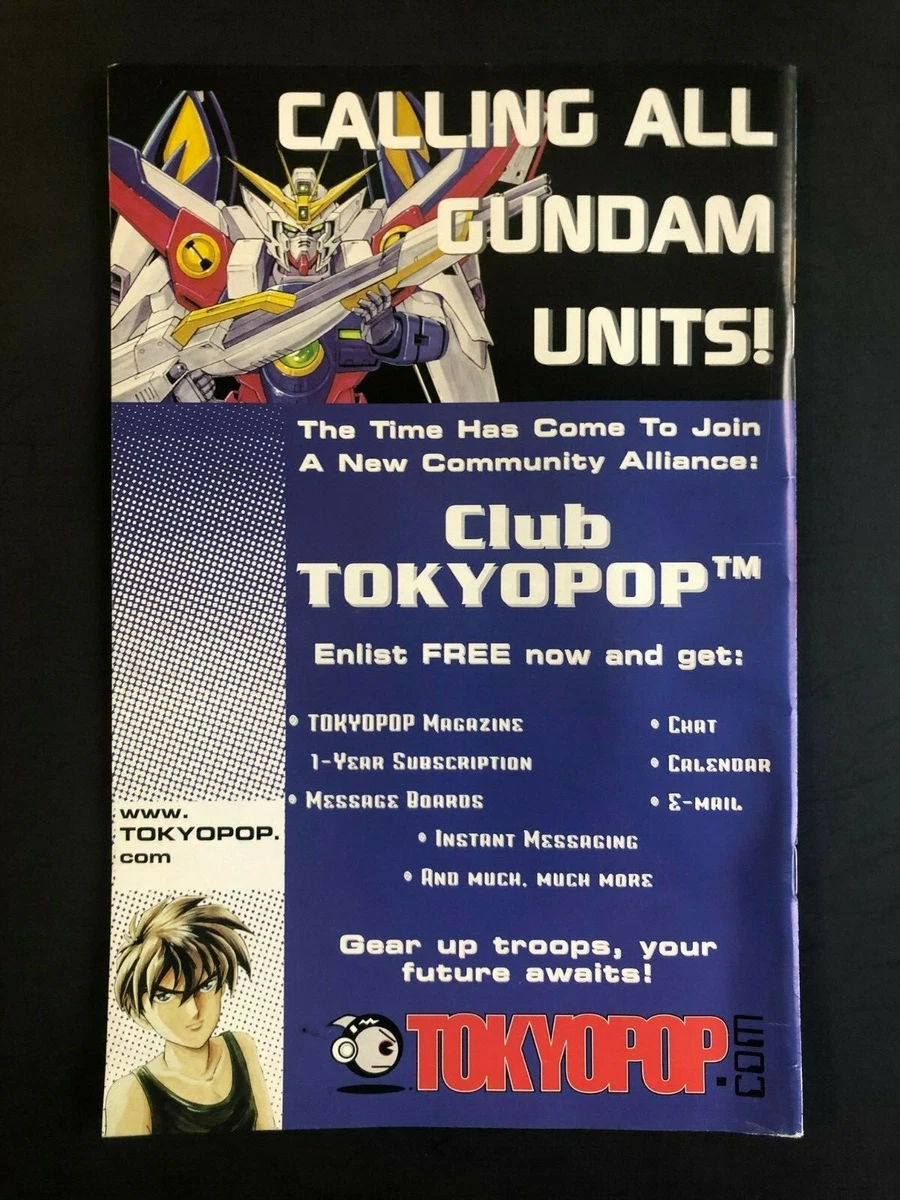 CALLING ALL
GUNDAM
UNITS!
The Time Has Come To Join
A New Community Alliance:
Club
TOKYOPOP™
Enlist FREE now and get:
• TOKYOPOP Magazine
1-Year Subscription
• Message Boards
• Chat
• Calendar
• E-mail
• Instant Messaging
• And much, much more
Gear up troops, your
future awaits!
www.
TOKYOPOP.
com
TOKYOPOP.com